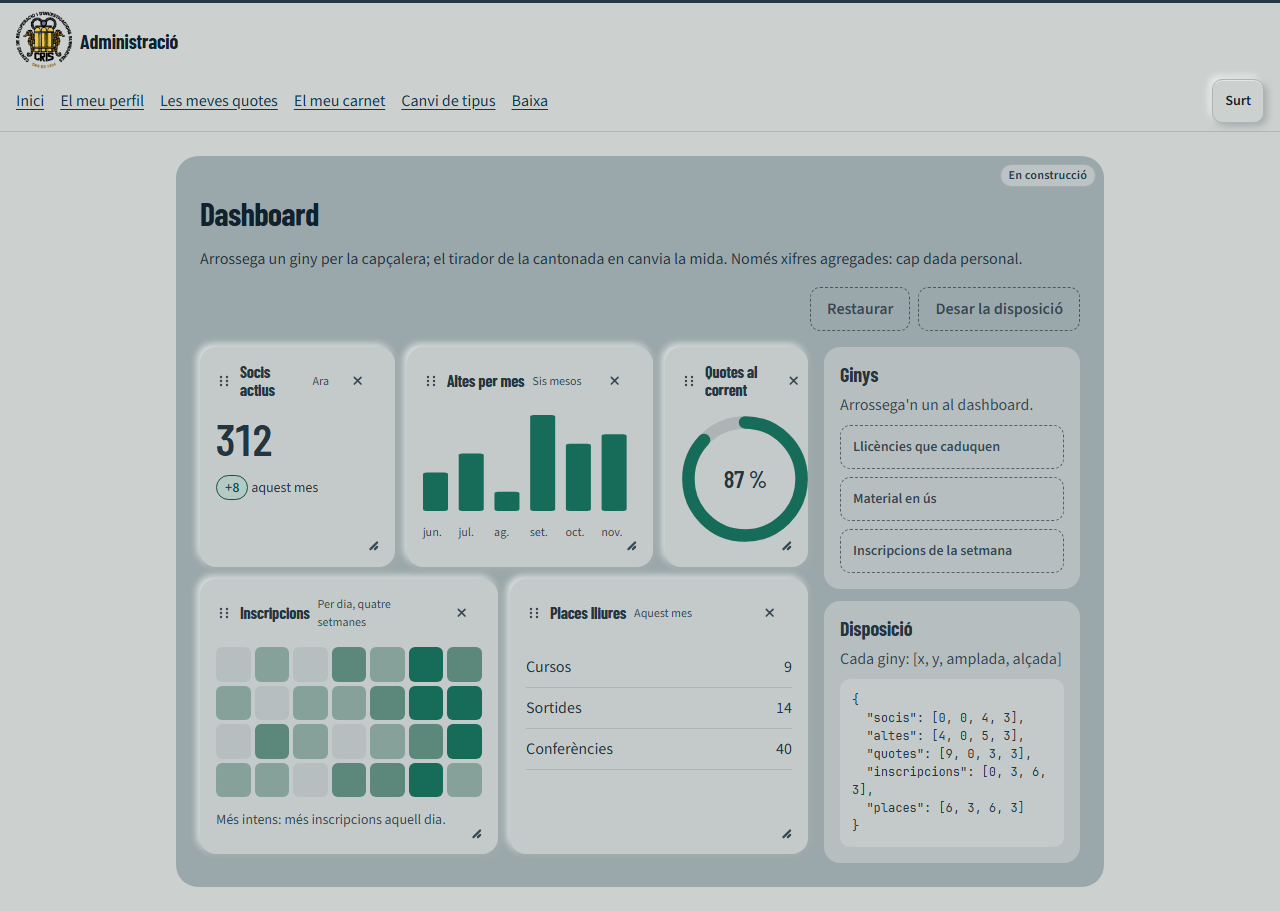 CRIS
Administració
Inici
El meu perfil
Les meves quotes
El meu carnet
Canvi de tipus
Baixa
Surt
En construcció
Dashboard
Arrossega un giny per la capçalera; el tirador de la cantonada en canvia la mida. Només xifres agregades: cap dada personal.
Restaurar
Desar la disposició
Socis
actius
Ara
312
+8 aquest mes
Altes per mes
Sis mesos
jun.
jul.
ag.
set.
oct.
nov.
Quotes al
corrent
87 %
Inscripcions
Per dia, quatre
setmanes
Més intens: més inscripcions aquell dia.
Places lliures
Aquest mes
Cursos 9
Sortides 14
Conferències 40
Ginys
Arrossega'n un al dashboard.
Llicències que caduquen
Material en ús
Inscripcions de la setmana
Disposició
Cada giny: [x, y, amplada, alçada]
{
"socis": [0, 0, 4, 3],
"altes": [4, 0, 5, 3],
"quotes": [9, 0, 3, 3],
"inscripcions": [0, 3, 6,
3],
"places": [6, 3, 6, 3]
}